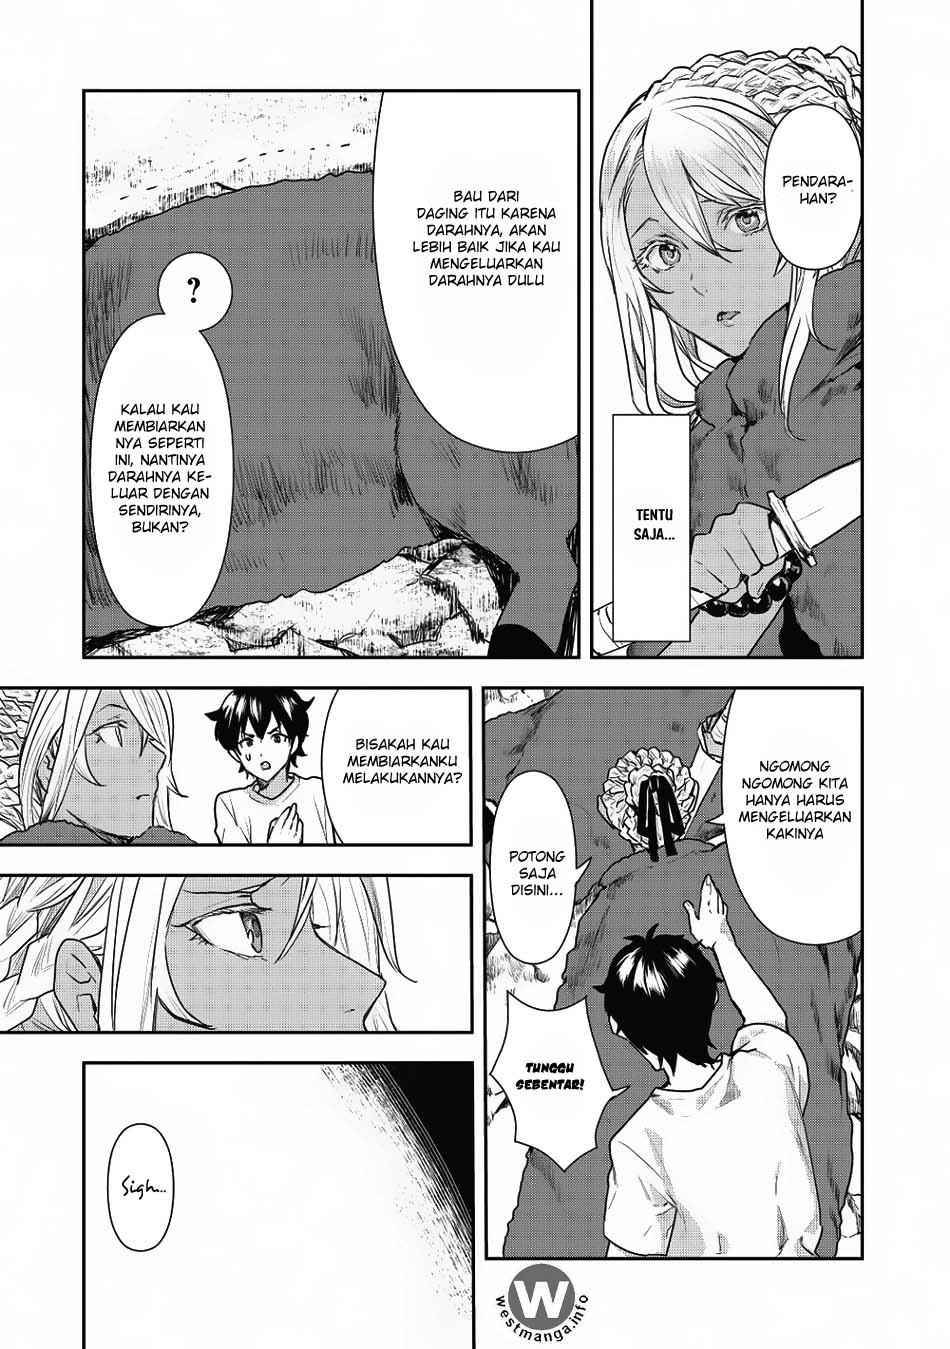 PENDARA-
HAN?
TENTU
SAJA...
BAU DARI
DAGING ITU KARENA
DARAHNYA, AKAN
LEBIH BAIK JIKA KAU
MENGELUARKAN
DARAHNYA DULU
?
KALAU KAU
MEMBIARKAN
NYA SEPERTI
INI, NANTINYA
DARAHNYA KE-
LUAR DENGAN
SENDIRINYA,
BUKAN?
NGOMONG
NGOMONG KITA
HANYA HARUS
MENGELUARKAN
KAKINYA
POTONG
SAJA
DISINI...
TUNGGU
SEBENTAR!
BISAKAH KAU
MEMBIARKANKU
MELAKUKANNYA?
Sigh...
W
westmanga.info